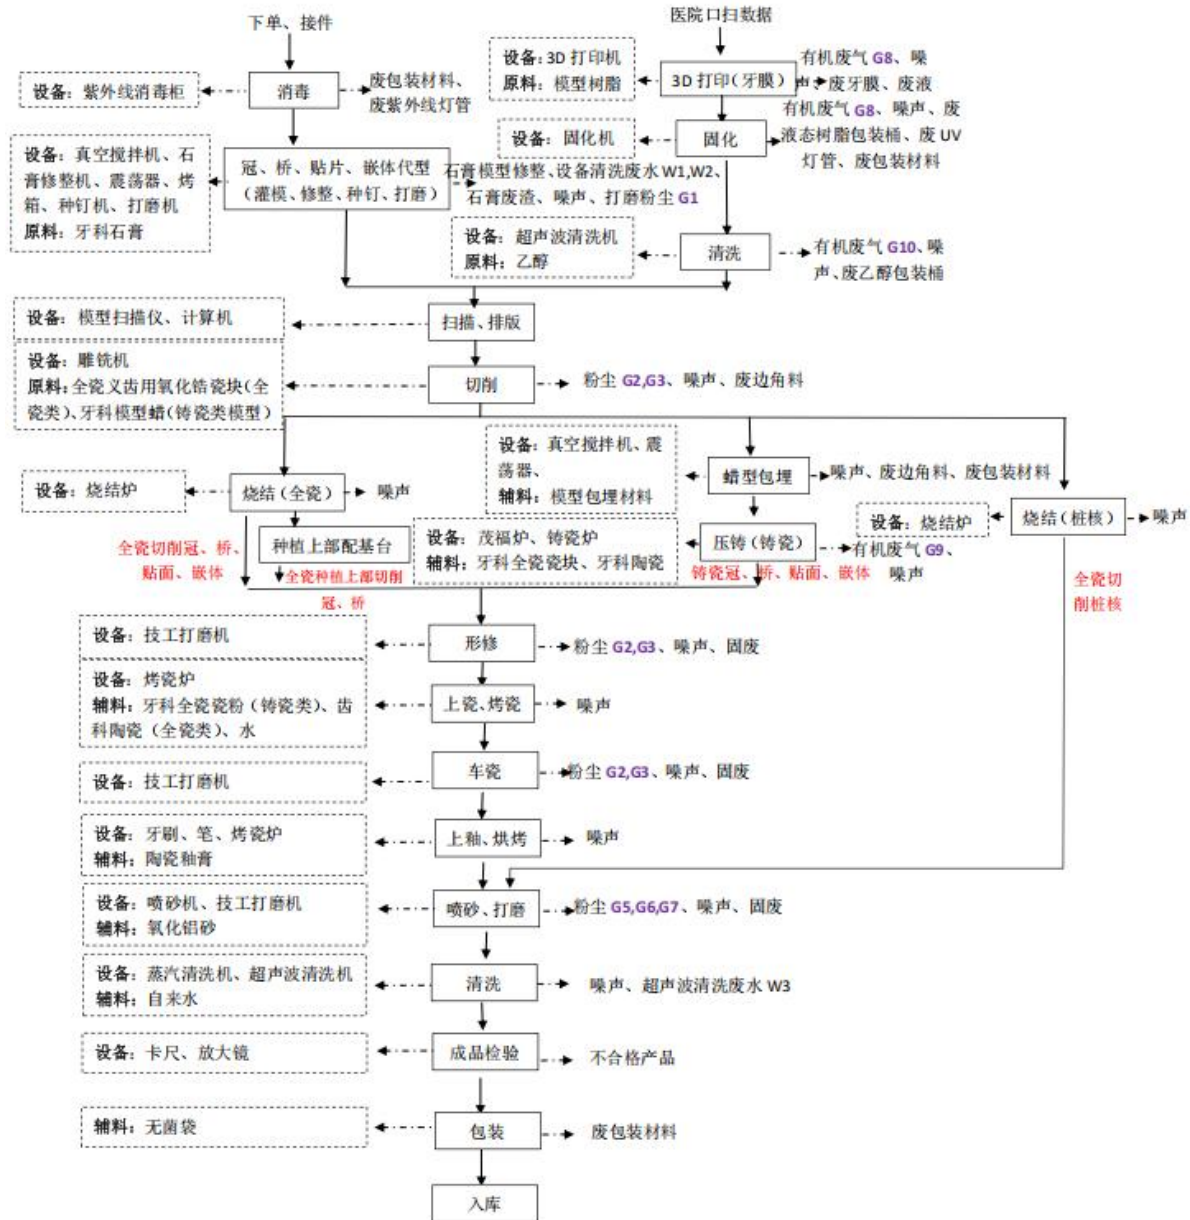 下单、接件
医院口扫数据
设备：紫外线消毒柜
消毒
废包装材料、
废紫外线灯管
设备：3D 打印机
原料：模型树脂
3D 打印（牙膜）
有机废气 G8、噪
声、废牙膜、废液
设备：固化机
固化
有机废气 G8、噪声、废
液态树脂包装桶、废 UV
灯管、废包装材料
设备：真空搅拌机、石
膏修整机、震荡器、烤
箱、种钉机、打磨机
原料：牙科石膏
冠、桥、贴片、嵌体代型
（灌模、修整、种钉、打磨）
石膏模型修整、设备清洗废水 W1,W2、
石膏废渣、噪声、打磨粉尘 G1
设备：超声波清洗机
原料：乙醇
清洗
有机废气 G10、噪
声、废乙醇包装桶
设备：模型扫描仪、计算机
扫描、排版
设备：雕铣机
原料：全瓷义齿用氧化锆瓷块（全
瓷类）、牙科模型蜡（铸瓷类模型）
切削
粉尘 G2,G3、噪声、废边角料
设备：烧结炉
烧结（全瓷）
噪声
设备：真空搅拌机、震
荡器、
辅料：模型包埋材料
蜡型包埋
噪声、废边角料、废包装材料
设备：烧结炉
烧结（桩核）
噪声
全瓷切削冠、桥、
贴面、嵌体
种植上部配基台
全瓷种植上部切削
冠、桥
设备：茂福炉、铸瓷炉
辅料：牙科全瓷瓷块、牙科陶瓷
压铸（铸瓷）
有机废气 G9、
噪声
铸瓷冠、桥、贴面、嵌体
全瓷切
削桩核
设备：技工打磨机
形修
粉尘 G2,G3、噪声、固废
设备：烤瓷炉
辅料：牙科全瓷瓷粉（铸瓷类）、齿
科陶瓷（全瓷类）、水
上瓷、烤瓷
噪声
设备：技工打磨机
车瓷
粉尘 G2,G3、噪声、固废
设备：牙刷、笔、烤瓷炉
辅料：陶瓷釉膏
上釉、烘烤
噪声
设备：喷砂机、技工打磨机
辅料：氧化铝砂
喷砂、打磨
粉尘 G5,G6,G7、噪声、固废
设备：蒸汽清洗机、超声波清洗机
辅料：自来水
清洗
噪声、超声波清洗废水 W3
设备：卡尺、放大镜
成品检验
不合格产品
辅料：无菌袋
包装
废包装材料
入库